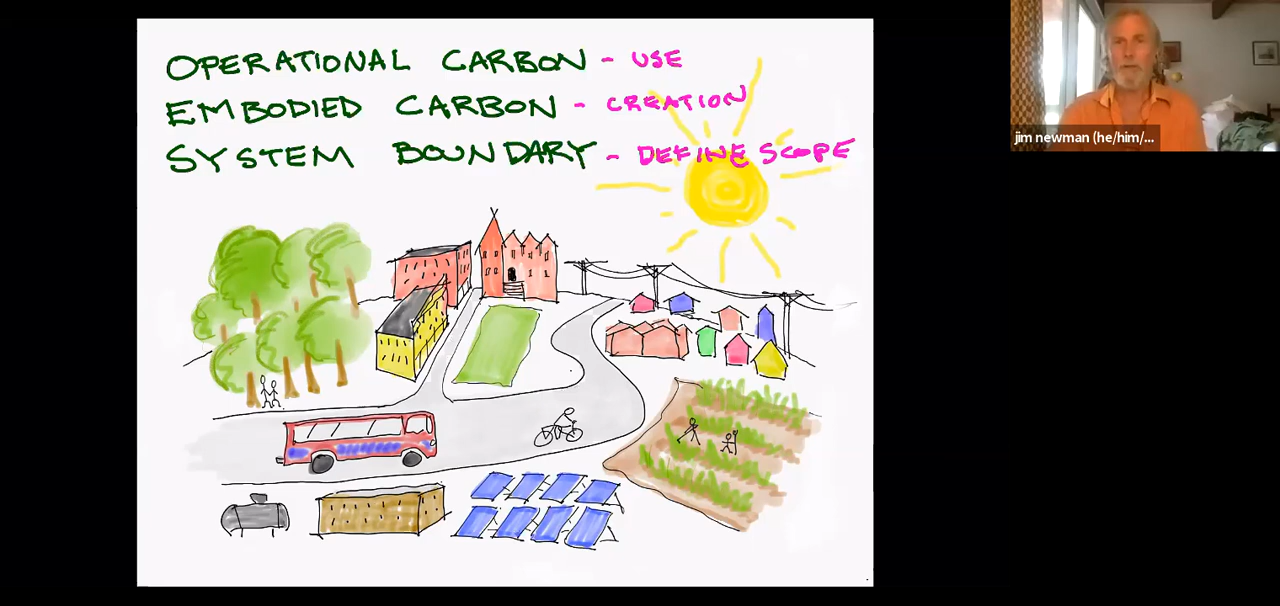 OPERATIONAL CARBON - USE
EMBODIED CARBON - CREATION
SYSTEM BOUNDARY - DEFINE SCOPE
jim newman (he/him/...